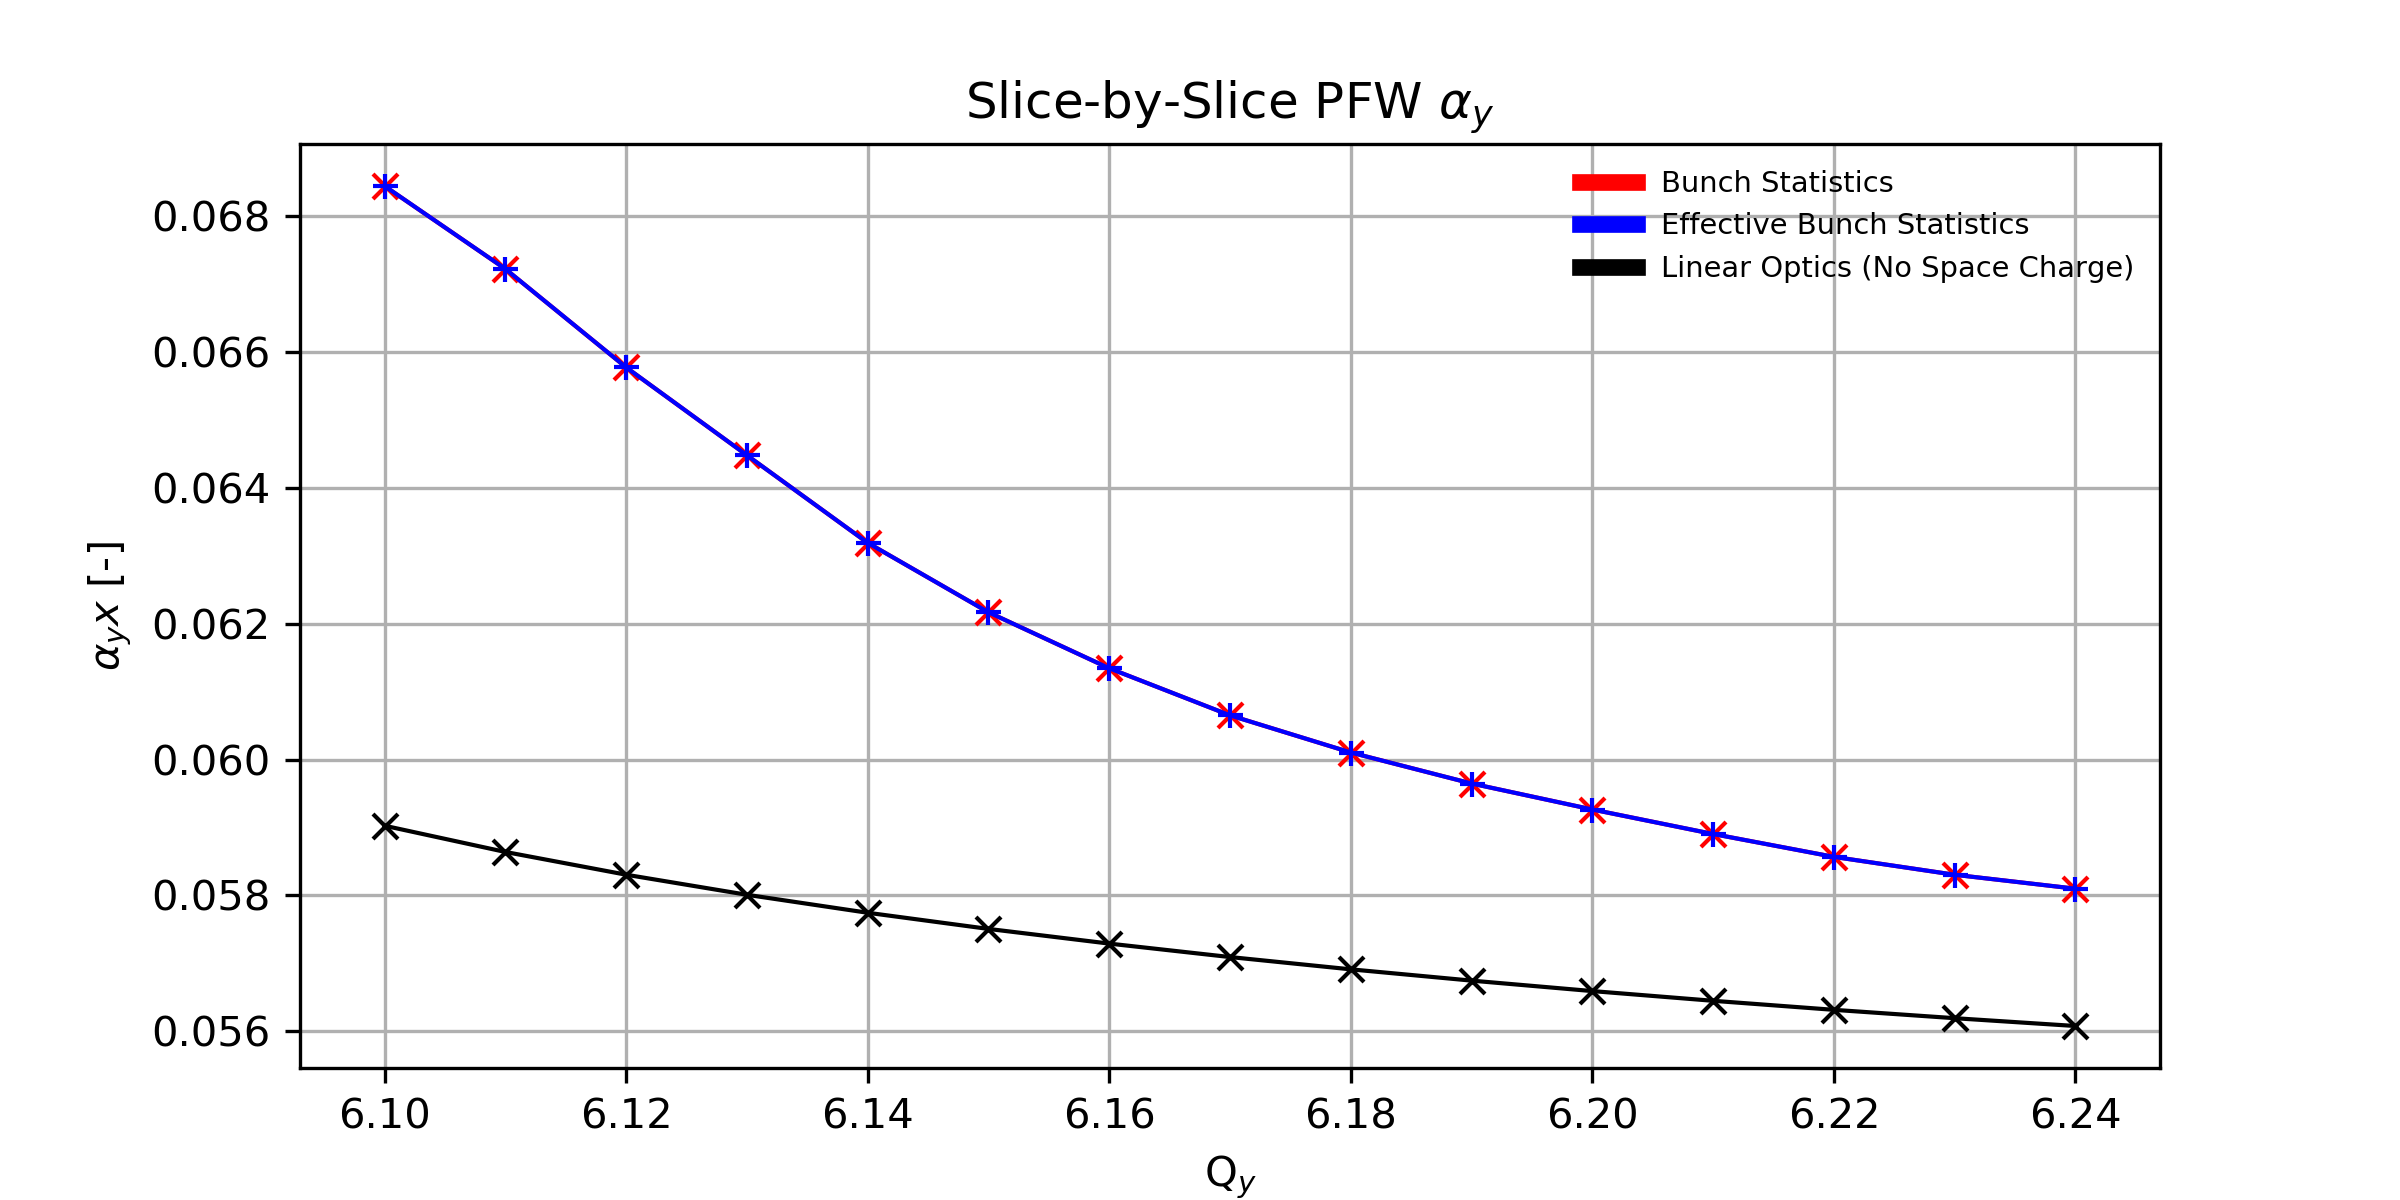 Slice-by-Slice PFW αy
Bunch Statistics
Effective Bunch Statistics
Linear Optics (No Space Charge)
αyx [-]
0.068
0.066
0.064
0.062
0.060
0.058
0.056
6.10 6.12 6.14 6.16 6.18 6.20 6.22 6.24
Qy